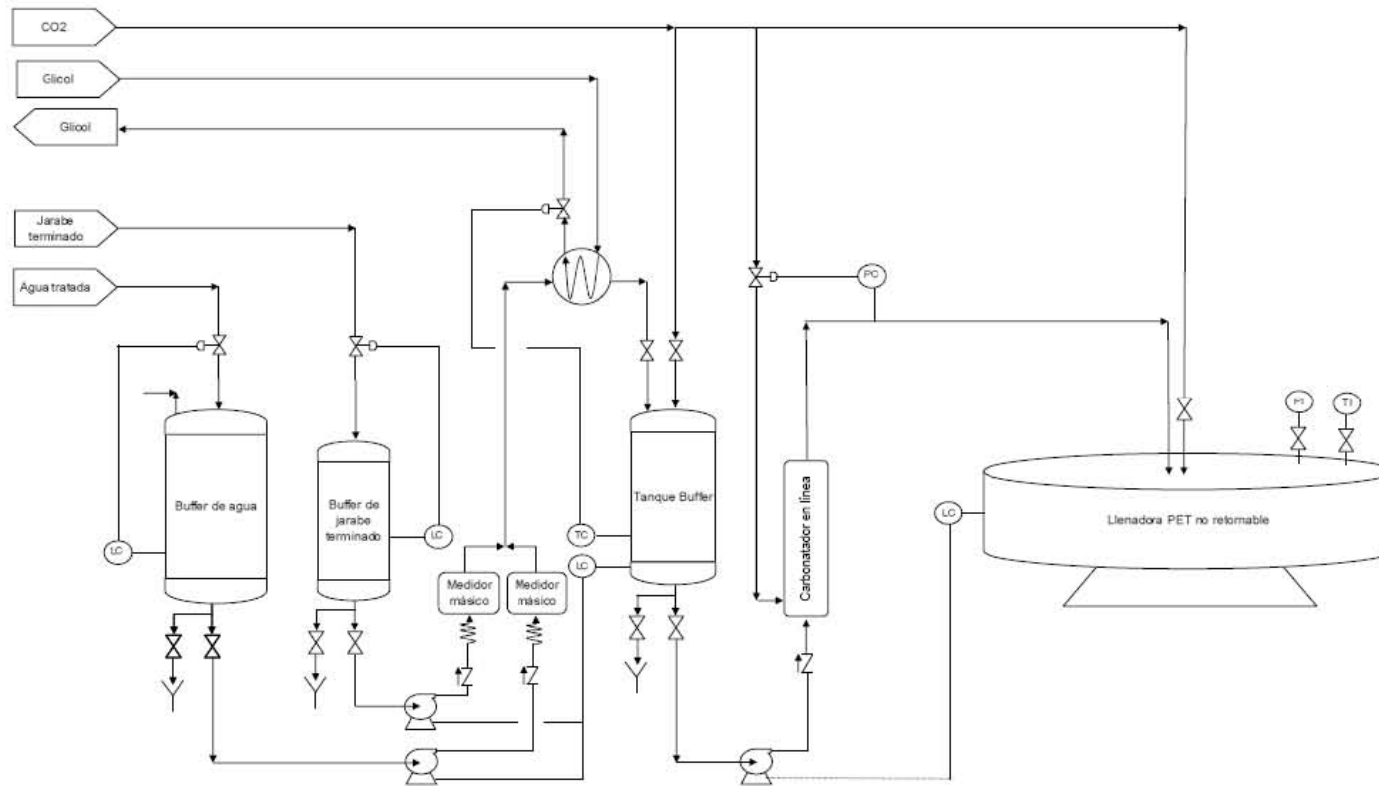 CO2
Glicol
Glicol
Jarabe
terminado
Agua tratada
PC
Buffer de agua
LC
Buffer de
jarabe
terminado
LC
Medidor
másico
Medidor
másico
Tanque Buffer
TC
LC
Carbonatador en línea
LC
TI
Llenadora PET no retornable